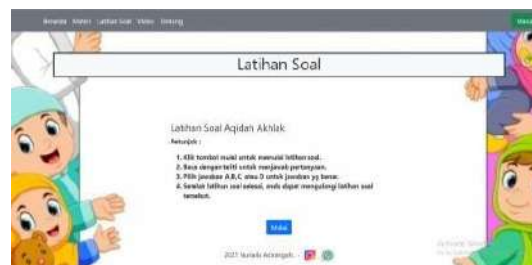 Beranda Materi Latihan Soal Video Tentang
Latihan Soal
Latihan Soal Aqidah Akhlak
Petunjuk :
1. Klik tombol mulai untuk memulai latihan soal.
2. Baca dengan teliti untuk menjawab pertanyaan.
3. Pilih jawaban A,B,C atau D untuk jawaban yg benar.
4. Setelah latihan soal selesai, anda dapat mengulangi latihan soal
tersebut.
Mulai
2021